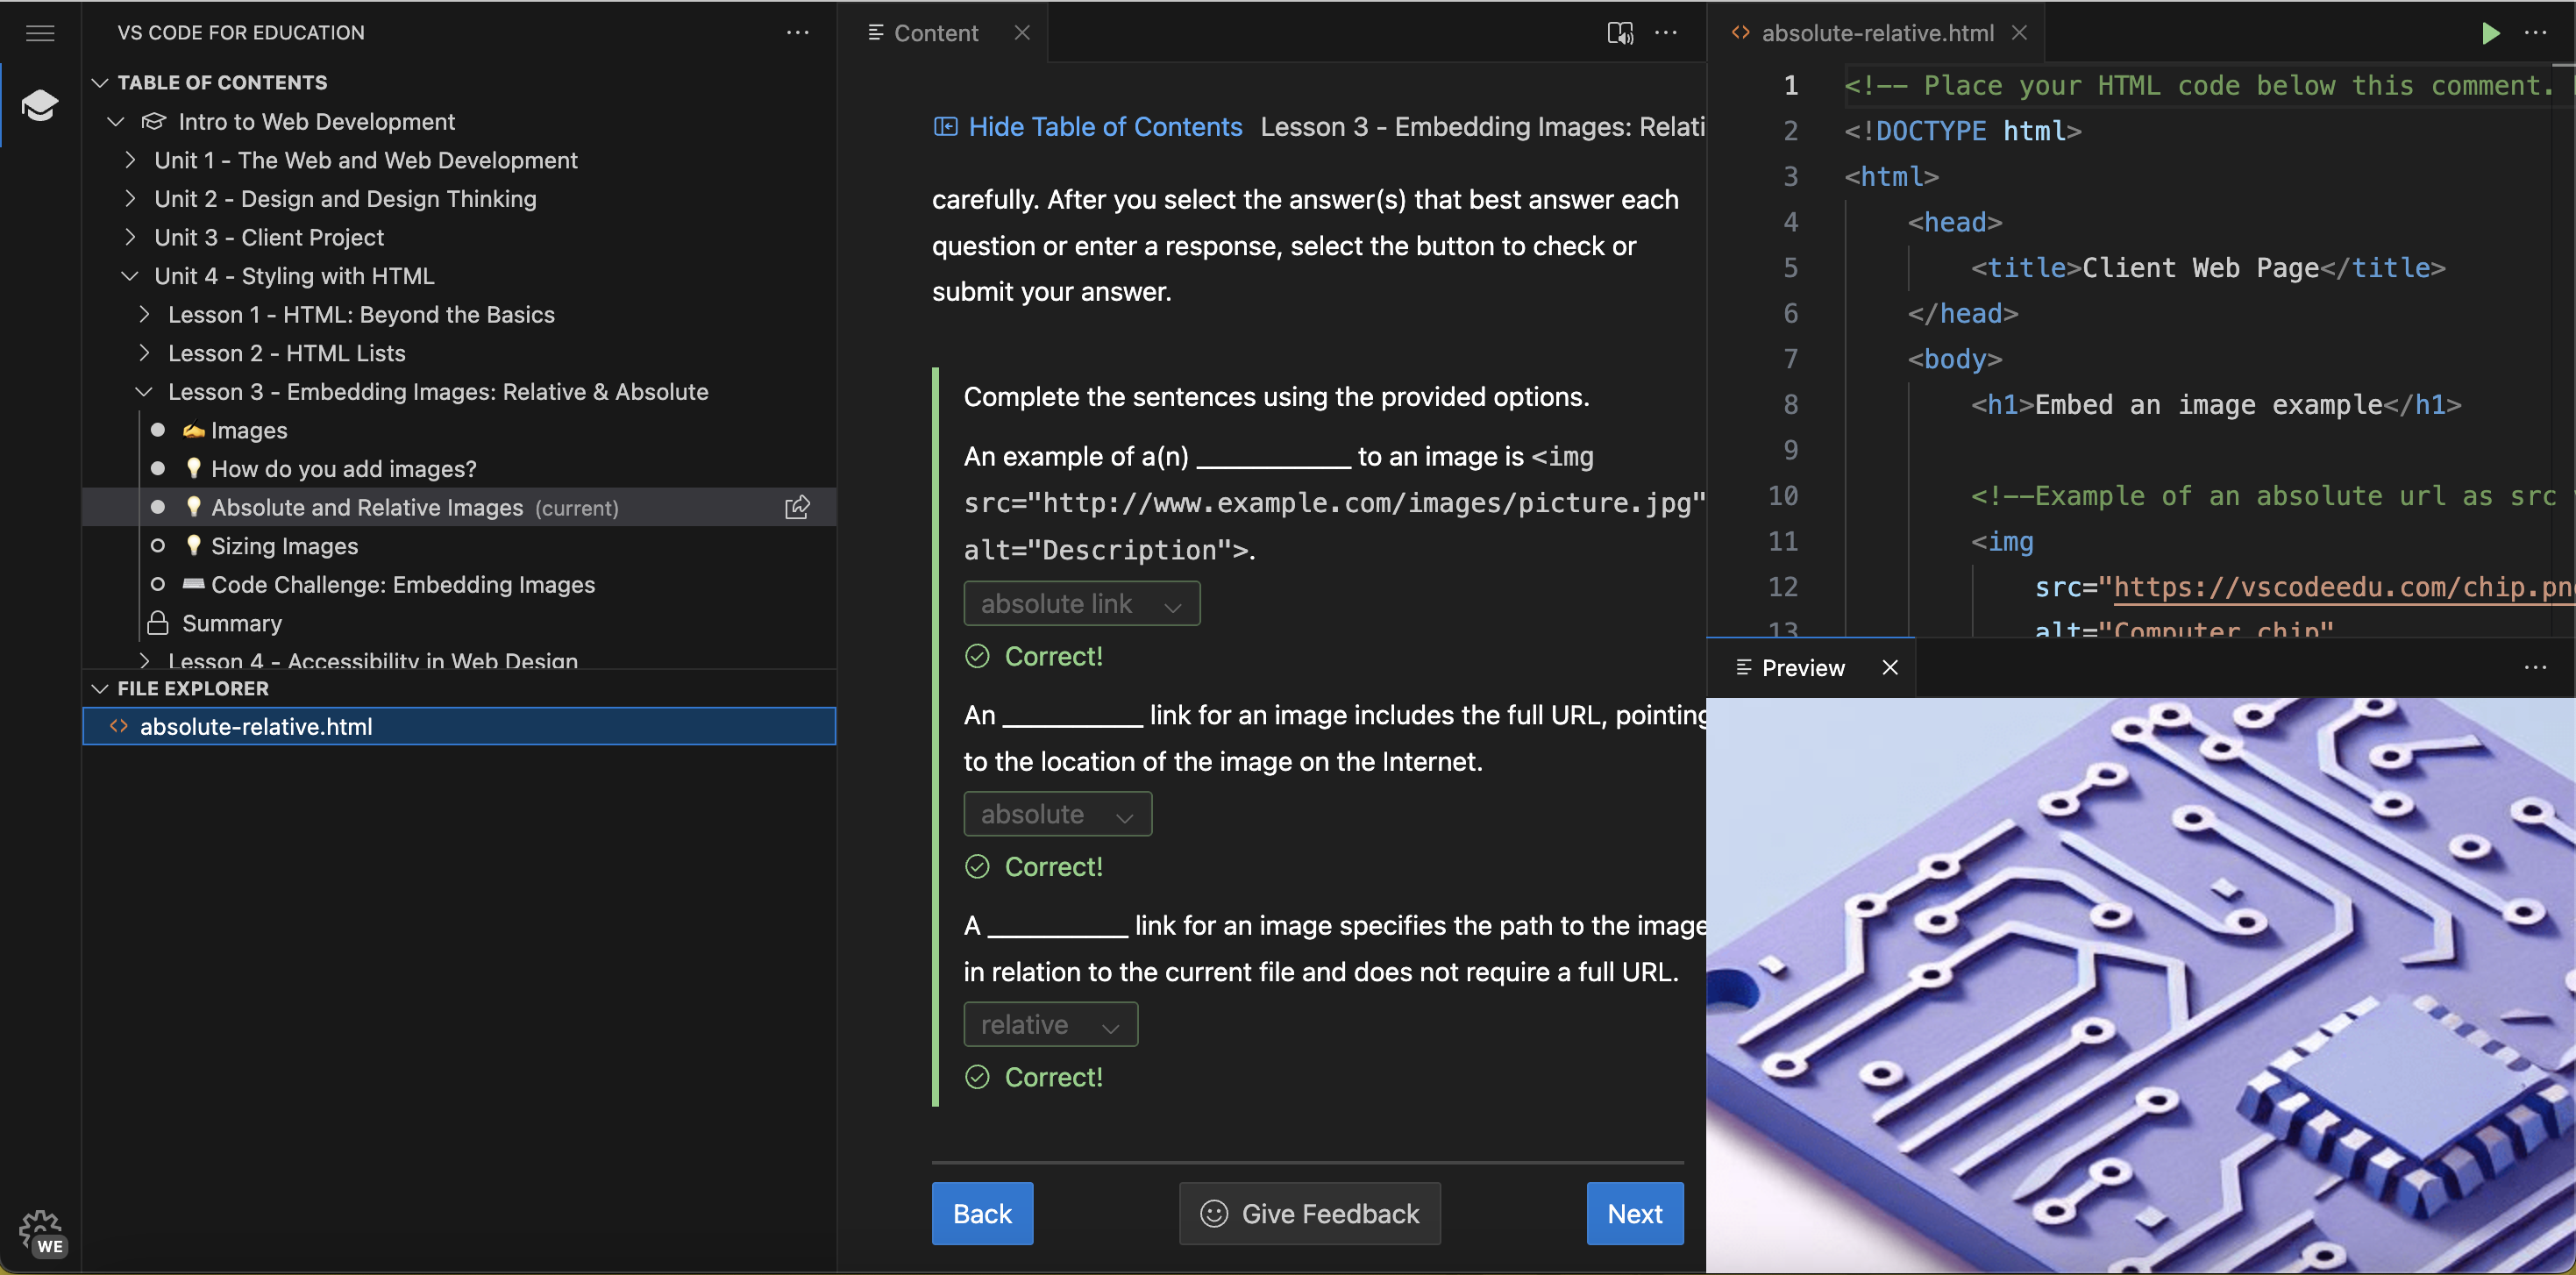 VS CODE FOR EDUCATION
TABLE OF CONTENTS
Intro to Web Development
Unit 1 - The Web and Web Development
Unit 2 - Design and Design Thinking
Unit 3 - Client Project
Unit 4 - Styling with HTML
Lesson 1 - HTML: Beyond the Basics
Lesson 2 - HTML Lists
Lesson 3 - Embedding Images: Relative & Absolute
✍️ Images
💡 How do you add images?
💡 Absolute and Relative Images (current)
💡 Sizing Images
⌨️ Code Challenge: Embedding Images
Summary
Lesson 4 - Accessibility in Web Design
FILE EXPLORER
absolute-relative.html
WE
Content
Hide Table of Contents Lesson 3 - Embedding Images: Relati
carefully. After you select the answer(s) that best answer each
question or enter a response, select the button to check or
submit your answer.
Complete the sentences using the provided options.
An example of a(n) ___________ to an image is <img
src="http://www.example.com/images/picture.jpg"
alt="Description">.
absolute link
Correct!
An __________ link for an image includes the full URL, pointing
to the location of the image on the Internet.
absolute
Correct!
A __________ link for an image specifies the path to the image
in relation to the current file and does not require a full URL.
relative
Correct!
Back
Give Feedback
Next
absolute-relative.html
1 <!-- Place your HTML code below this comment.
2 <!DOCTYPE html>
3 <html>
4 <head>
5 <title>Client Web Page</title>
6 </head>
7 <body>
8 <h1>Embed an image example</h1>
9
10 <!--Example of an absolute url as src
11 <img
12 src="https://vscodeedu.com/chip.pn
13 alt="Computer chip"
Preview